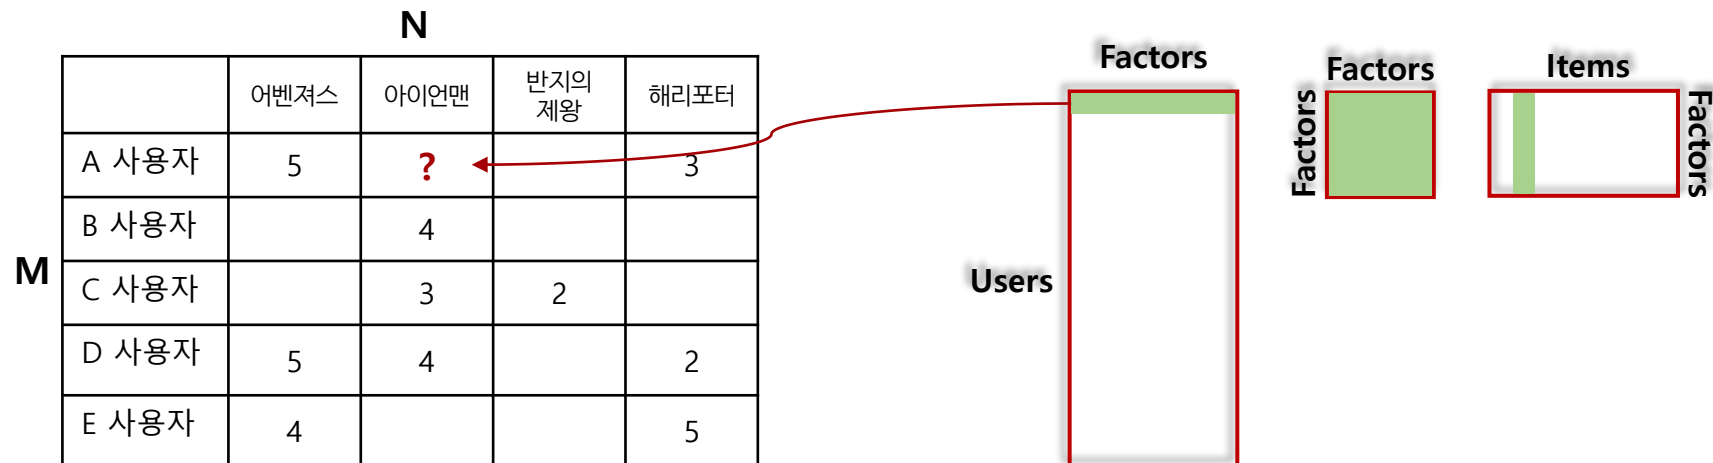 N
어벤져스 아이언맨 반지의 제왕 해리포터
A 사용자 5 ? 3
B 사용자 4
M
C 사용자 3 2
D 사용자 5 4 2
E 사용자 4 5
Factors
Users
Factors
Factors
Items
Factors